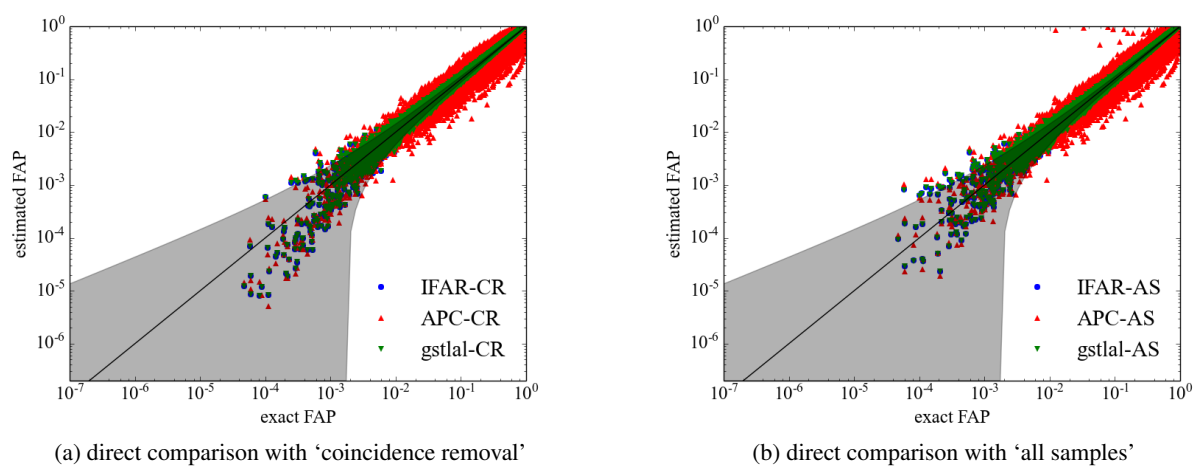 10^0
10^-1
10^-2
10^-3
10^-4
10^-5
10^-6
estimated FAP
IFAR-CR
APC-CR
gstlal-CR
10^-7 10^-6 10^-5 10^-4 10^-3 10^-2 10^-1 10^0
exact FAP
(a) direct comparison with ‘coincidence removal’
10^0
10^-1
10^-2
10^-3
10^-4
10^-5
10^-6
estimated FAP
IFAR-AS
APC-AS
gstlal-AS
10^-7 10^-6 10^-5 10^-4 10^-3 10^-2 10^-1 10^0
exact FAP
(b) direct comparison with ‘all samples’